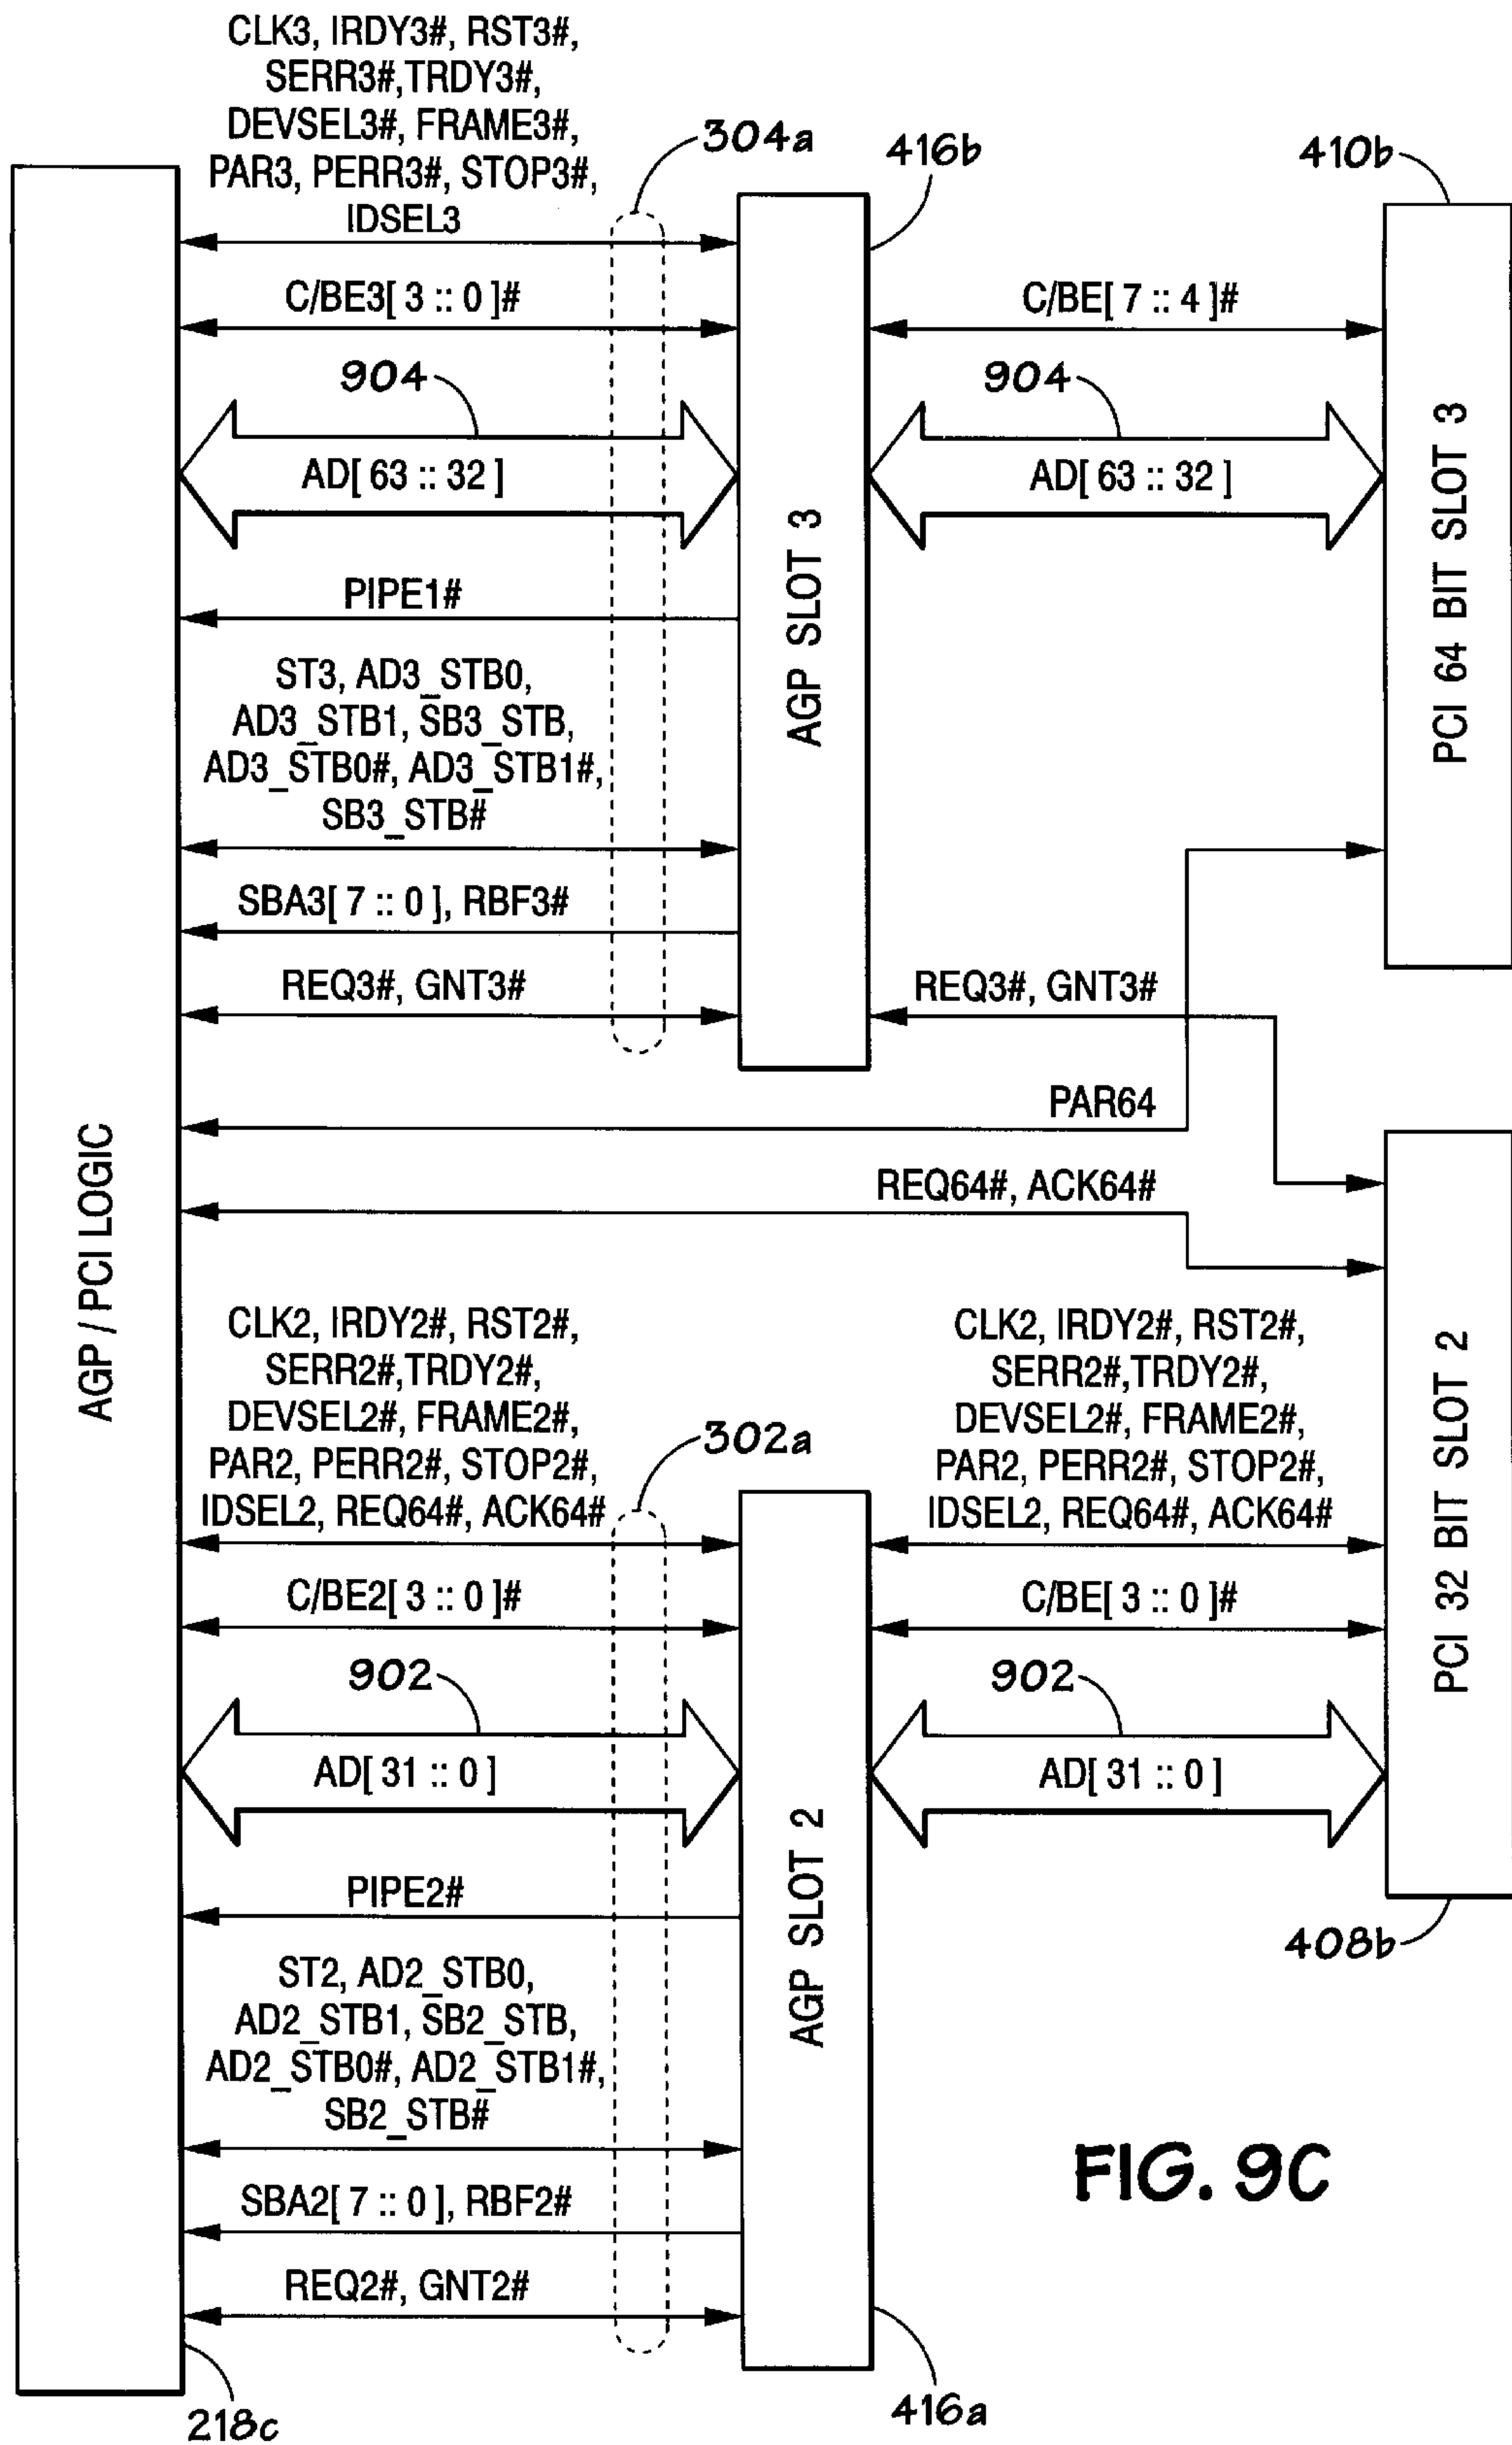 CLK3, IRDY3#, RST3#,
SERR3#,TRDY3#,
DEVSEL3#, FRAME3#,
PAR3, PERR3#, STOP3#,
IDSEL3
304a
416b
410b
C/BE3[ 3 :: 0 ]#
C/BE[ 7 :: 4 ]#
904
904
AD[ 63 :: 32 ]
AD[ 63 :: 32 ]
PIPE1#
ST3, AD3_STB0,
AD3_STB1, SB3_STB,
AD3_STB0#, AD3_STB1#,
SB3_STB#
SBA3[ 7 :: 0 ], RBF3#
REQ3#, GNT3#
REQ3#, GNT3#
AGP SLOT 3
PCI 64 BIT SLOT 3
PAR64
REQ64#, ACK64#
AGP / PCI LOGIC
CLK2, IRDY2#, RST2#,
SERR2#,TRDY2#,
DEVSEL2#, FRAME2#,
PAR2, PERR2#, STOP2#,
IDSEL2, REQ64#, ACK64#
302a
CLK2, IRDY2#, RST2#,
SERR2#,TRDY2#,
DEVSEL2#, FRAME2#,
PAR2, PERR2#, STOP2#,
IDSEL2, REQ64#, ACK64#
C/BE2[ 3 :: 0 ]#
C/BE[ 3 :: 0 ]#
902
902
AD[ 31 :: 0 ]
AD[ 31 :: 0 ]
PIPE2#
ST2, AD2_STB0,
AD2_STB1, SB2_STB,
AD2_STB0#, AD2_STB1#,
SB2_STB#
SBA2[ 7 :: 0 ], RBF2#
REQ2#, GNT2#
AGP SLOT 2
PCI 32 BIT SLOT 2
408b
FIG. 9C
218c
416a